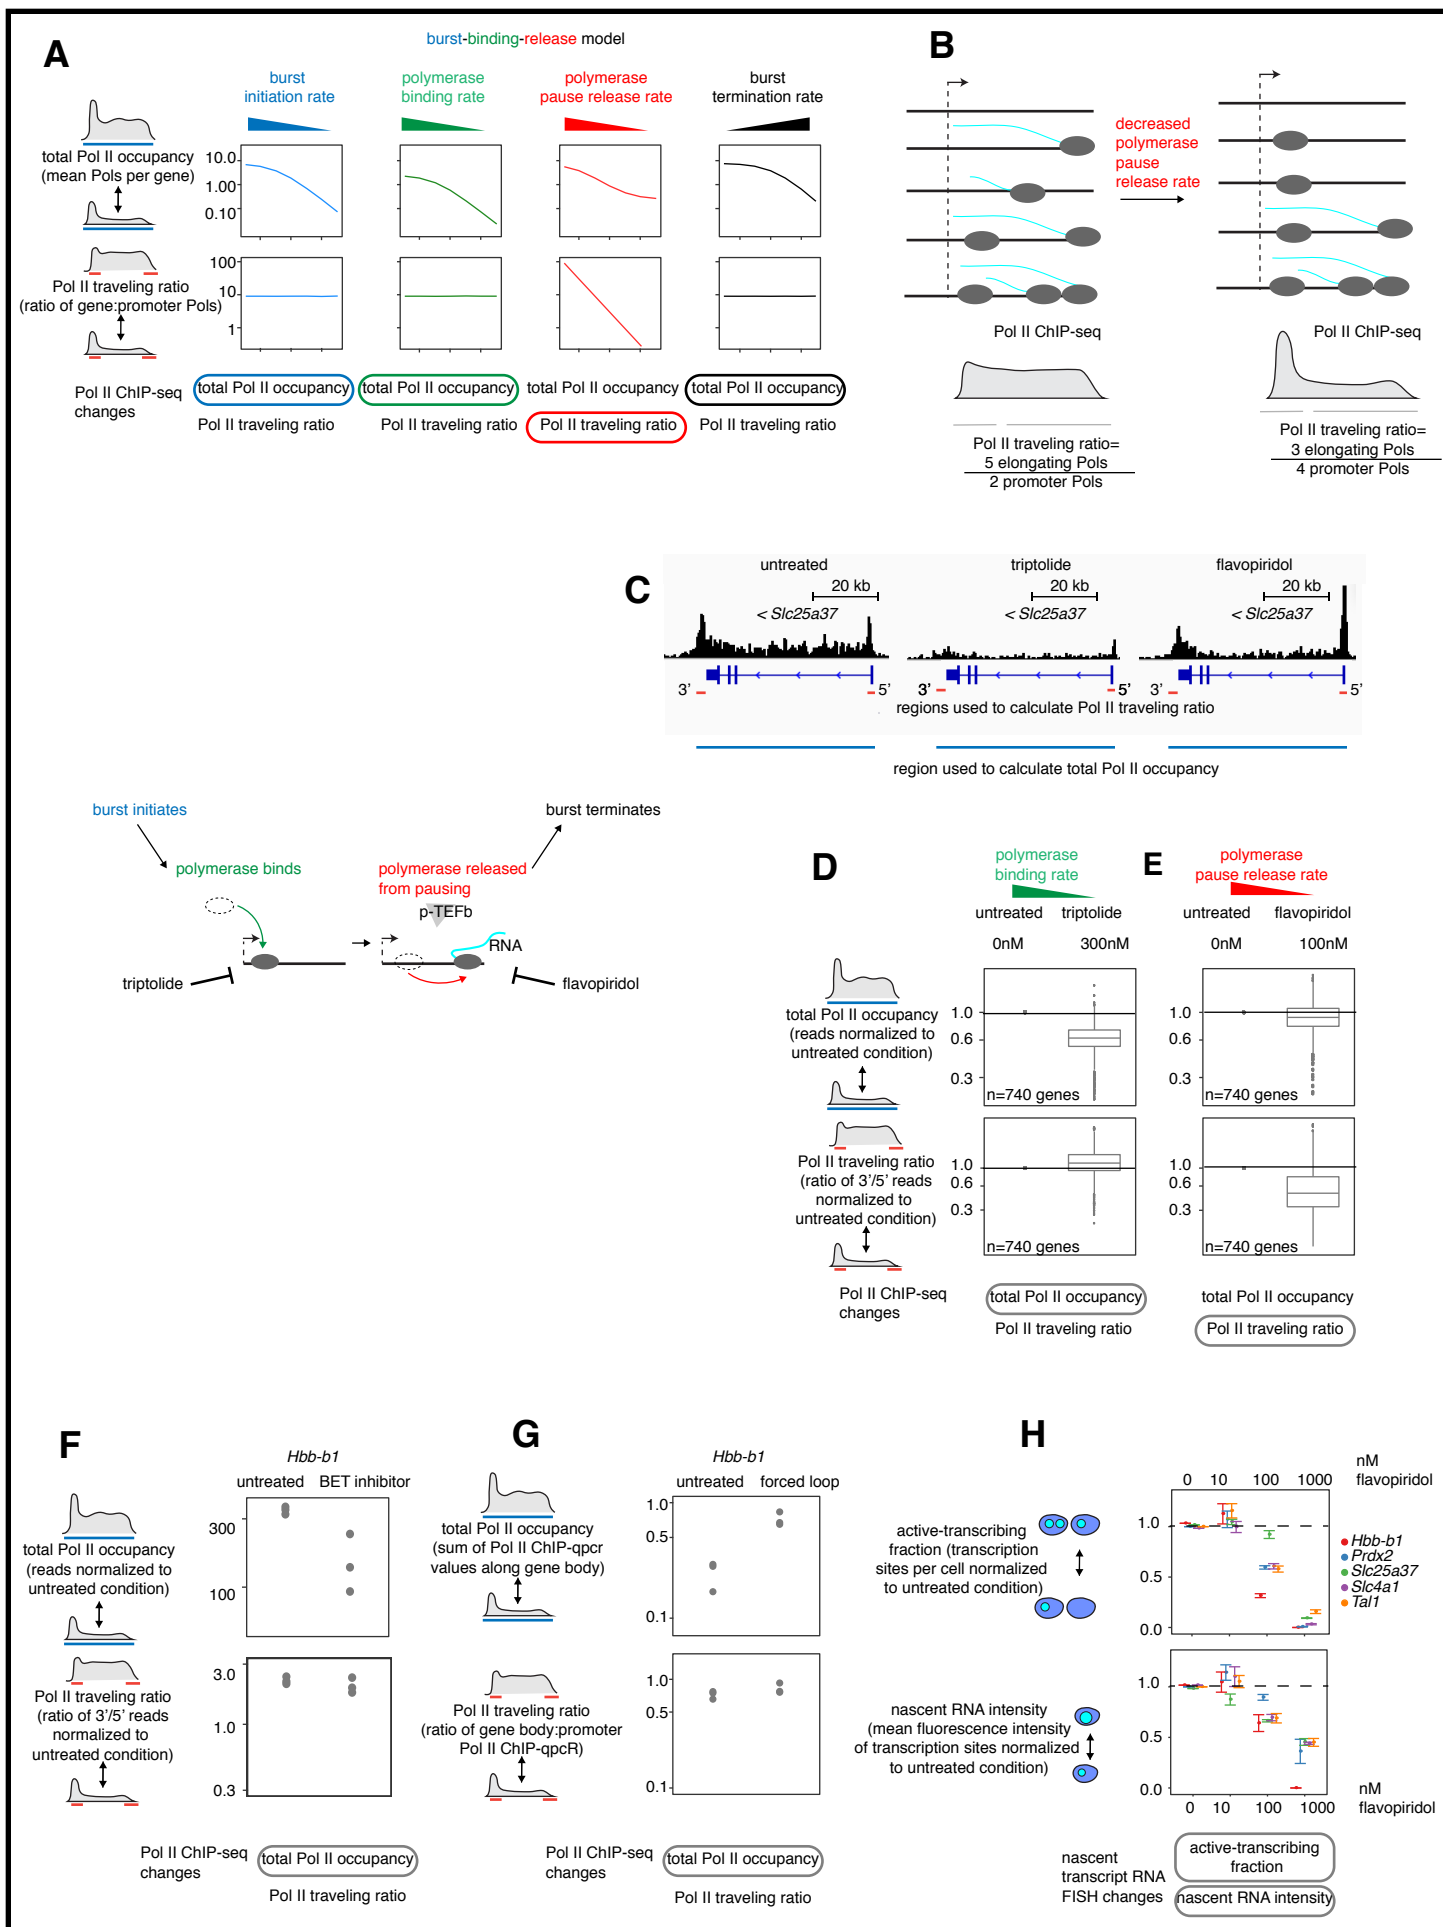 A
burst-binding-release model
burst
initiation rate
polymerase
binding rate
polymerase
pause release rate
burst
termination rate
total Pol II occupancy
(mean Pols per gene)
10.0
1.00
0.10
Pol II traveling ratio
(ratio of gene:promoter Pols)
100
10
1
Pol II ChIP-seq
changes
total Pol II occupancy
total Pol II occupancy
total Pol II occupancy
total Pol II occupancy
Pol II traveling ratio
Pol II traveling ratio
Pol II traveling ratio
Pol II traveling ratio
B
decreased
polymerase
pause
release rate
Pol II ChIP-seq
Pol II ChIP-seq
Pol II traveling ratio=
5 elongating Pols
2 promoter Pols
Pol II traveling ratio=
3 elongating Pols
4 promoter Pols
C
untreated
triptolide
flavopiridol
20 kb
20 kb
20 kb
< Slc25a37
< Slc25a37
< Slc25a37
3’
5’
3’
5’
3’
5’
regions used to calculate Pol II traveling ratio
region used to calculate total Pol II occupancy
burst initiates
burst terminates
polymerase binds
polymerase released
from pausing
p-TEFb
RNA
triptolide
flavopiridol
D
polymerase
binding rate
untreated
triptolide
0nM
300nM
total Pol II occupancy
(reads normalized to
untreated condition)
1.0
0.6
0.3
n=740 genes
Pol II traveling ratio
(ratio of 3’/5’ reads
normalized to
untreated condition)
1.0
0.6
0.3
n=740 genes
Pol II ChIP-seq
changes
total Pol II occupancy
Pol II traveling ratio
E
polymerase
pause release rate
untreated
flavopiridol
0nM
100nM
1.0
0.6
0.3
n=740 genes
1.0
0.6
0.3
n=740 genes
total Pol II occupancy
Pol II traveling ratio
F
Hbb-b1
untreated
BET inhibitor
total Pol II occupancy
(reads normalized to
untreated condition)
300
100
Pol II traveling ratio
(ratio of 3’/5’ reads
normalized to
untreated condition)
3.0
1.0
0.3
Pol II ChIP-seq
changes
total Pol II occupancy
Pol II traveling ratio
G
Hbb-b1
untreated
forced loop
total Pol II occupancy
(sum of Pol II ChIP-qpcr
values along gene body)
1.0
0.5
0.1
Pol II traveling ratio
(ratio of gene body:promoter
Pol II ChIP-qpcR)
1.0
0.5
0.1
Pol II ChIP-seq
changes
total Pol II occupancy
Pol II traveling ratio
H
0
10
100
1000
nM
flavopiridol
active-transcribing
fraction (transcription
sites per cell normalized
to untreated condition)
1.0
0.5
0.0
Hbb-b1
Prdx2
Slc25a37
Slc4a1
Tal1
nascent RNA intensity
(mean fluorescence intensity
of transcription sites normalized
to untreated condition)
1.0
0.5
0.0
0
10
100
1000
nM
flavopiridol
nascent
transcript RNA
FISH changes
active-transcribing
fraction
nascent RNA intensity